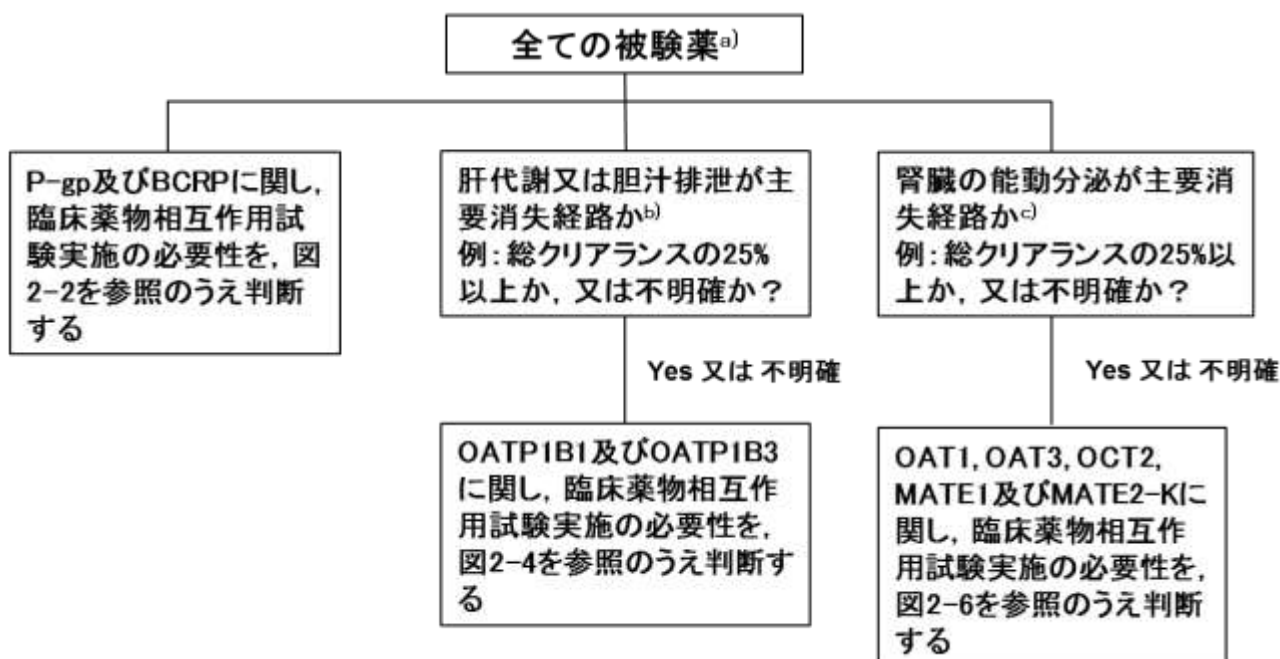 全ての被験薬a)
P-gp及びBCRPに関し,
臨床薬物相互作用試
験実施の必要性を, 図
2-2を参照のうえ判断
する
肝代謝又は胆汁排泄が主
要消失経路かb)
例:総クリアランスの25%
以上か, 又は不明確か?
腎臓の能動分泌が主要消
失経路かc)
例:総クリアランスの25%以
上か, 又は不明確か?
Yes 又は 不明確
Yes 又は 不明確
OATP1B1及びOATP1B3
に関し, 臨床薬物相互作
用試験実施の必要性を,
図2-4を参照のうえ判断す
る
OAT1, OAT3, OCT2,
MATE1及びMATE2-Kに
関し, 臨床薬物相互作
用試験実施の必要性を,
図2-6を参照のうえ判断
する